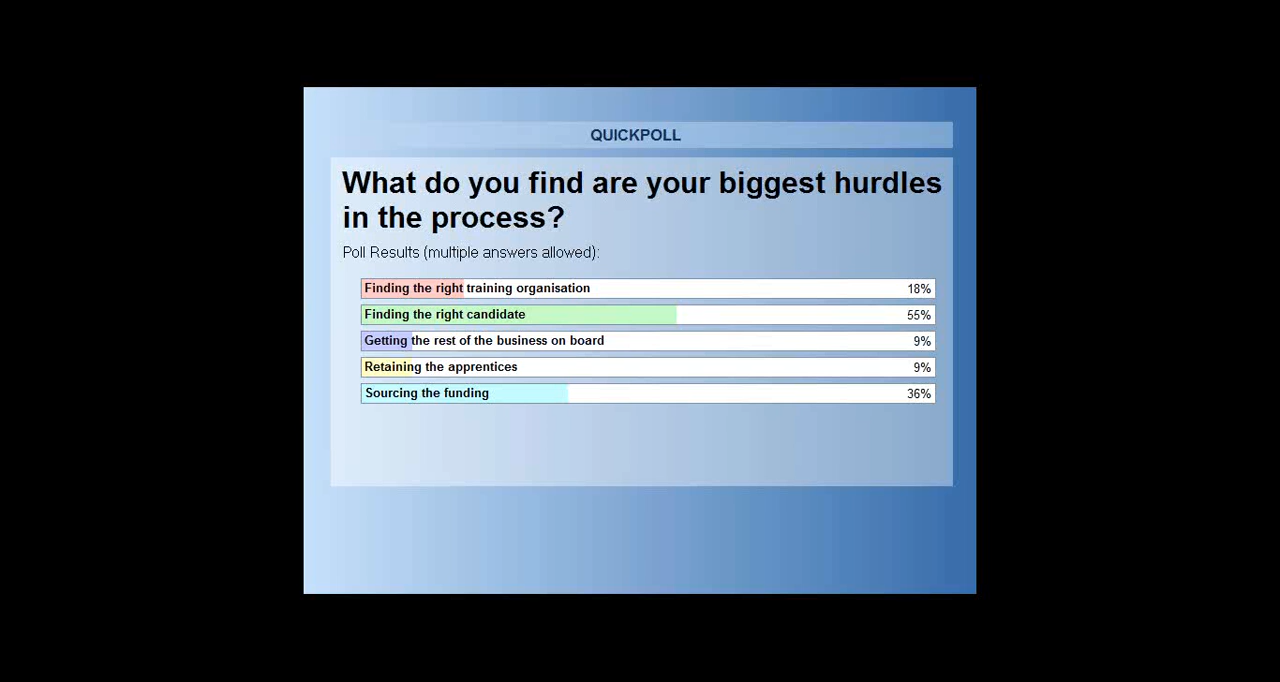 QUICKPOLL
What do you find are your biggest hurdles
in the process?
Poll Results (multiple answers allowed):
Finding the right training organisation 18%
Finding the right candidate 55%
Getting the rest of the business on board 9%
Retaining the apprentices 9%
Sourcing the funding 36%